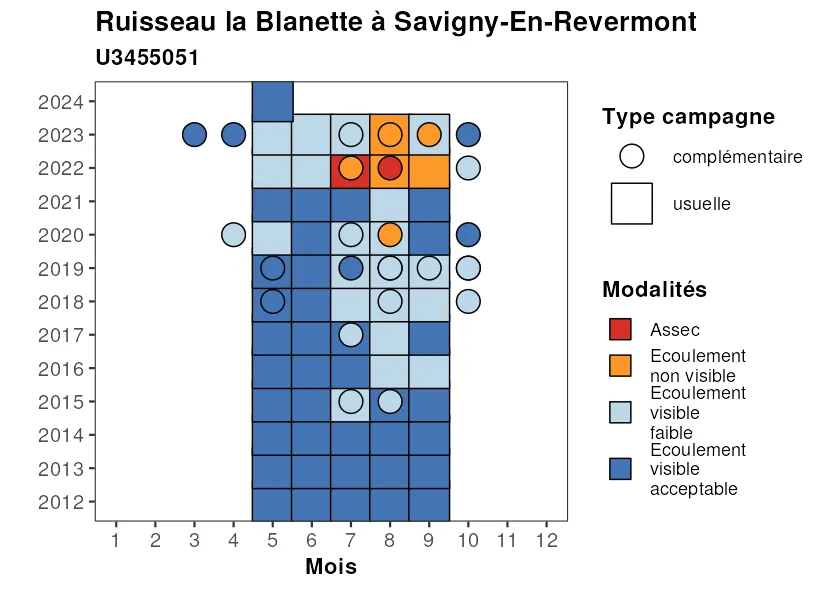 Ruisseau la Blanette à Savigny-En-Revermont
U3455051
2024
2023
2022
2021
2020
2019
2018
2017
2016
2015
2014
2013
2012
1 2 3 4 5 6 7 8 9 10 11 12
Mois
Type campagne
complémentaire
usuelle
Modalités
Assec
Ecoulement
non visible
Ecoulement
visible
faible
Ecoulement
visible
acceptable